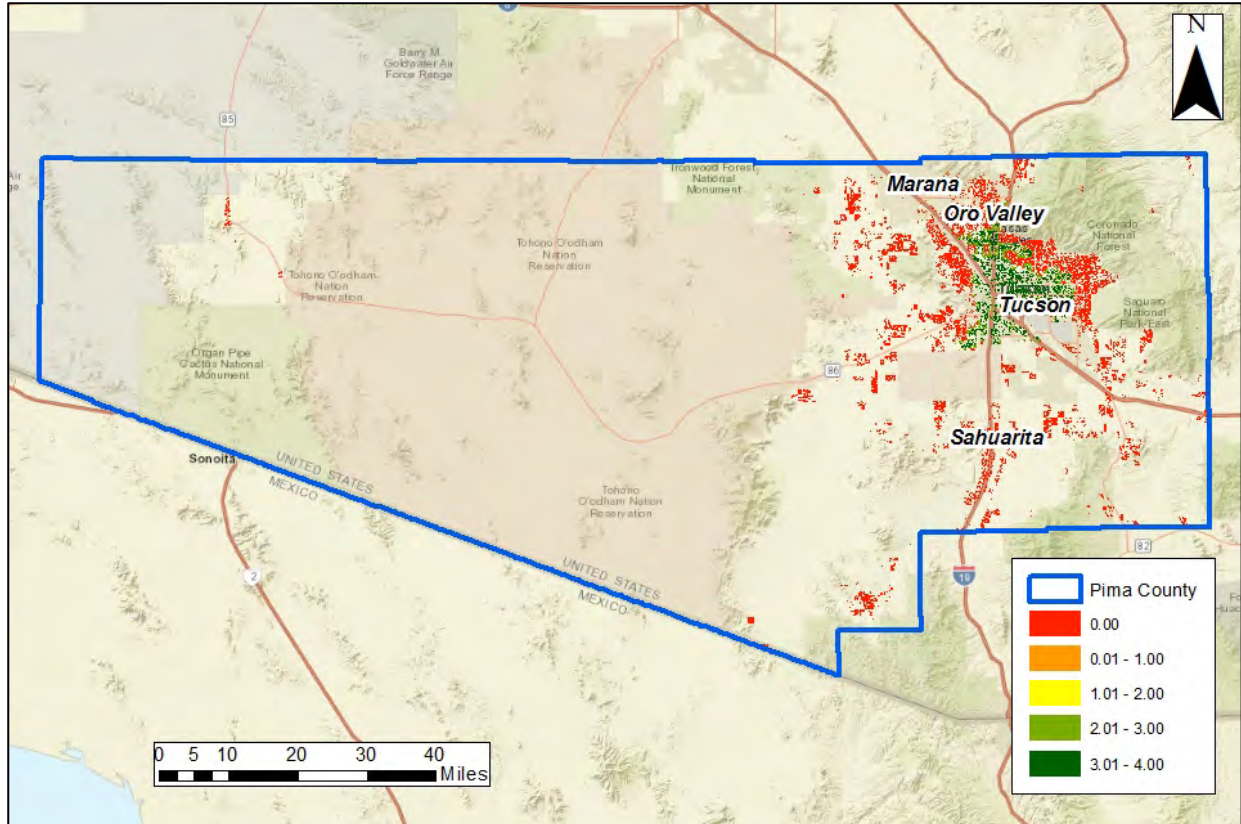 8
N
Barry M
Goldwater Air
Force Range
85
Air
Ironwood Forest
National
Monument
Marana
Oro Valley
Casas
Coronado
National
Forest
Tohono O'odham
Nation
Reservation
Tohono O'odham
Nation
Reservation
Tucson
Saguaro
National
Park-East
Organ Pipe
Cactus National
Monument
86
Sahuarita
Sonoita
UNITED STATES
MEXICO
Tohono
O'odham Nation
Reservation
82
UNITED STATES
MEXICO
2
19
Pima County
0.00
0.01 - 1.00
1.01 - 2.00
2.01 - 3.00
3.01 - 4.00
0 5 10 20 30 40
Miles